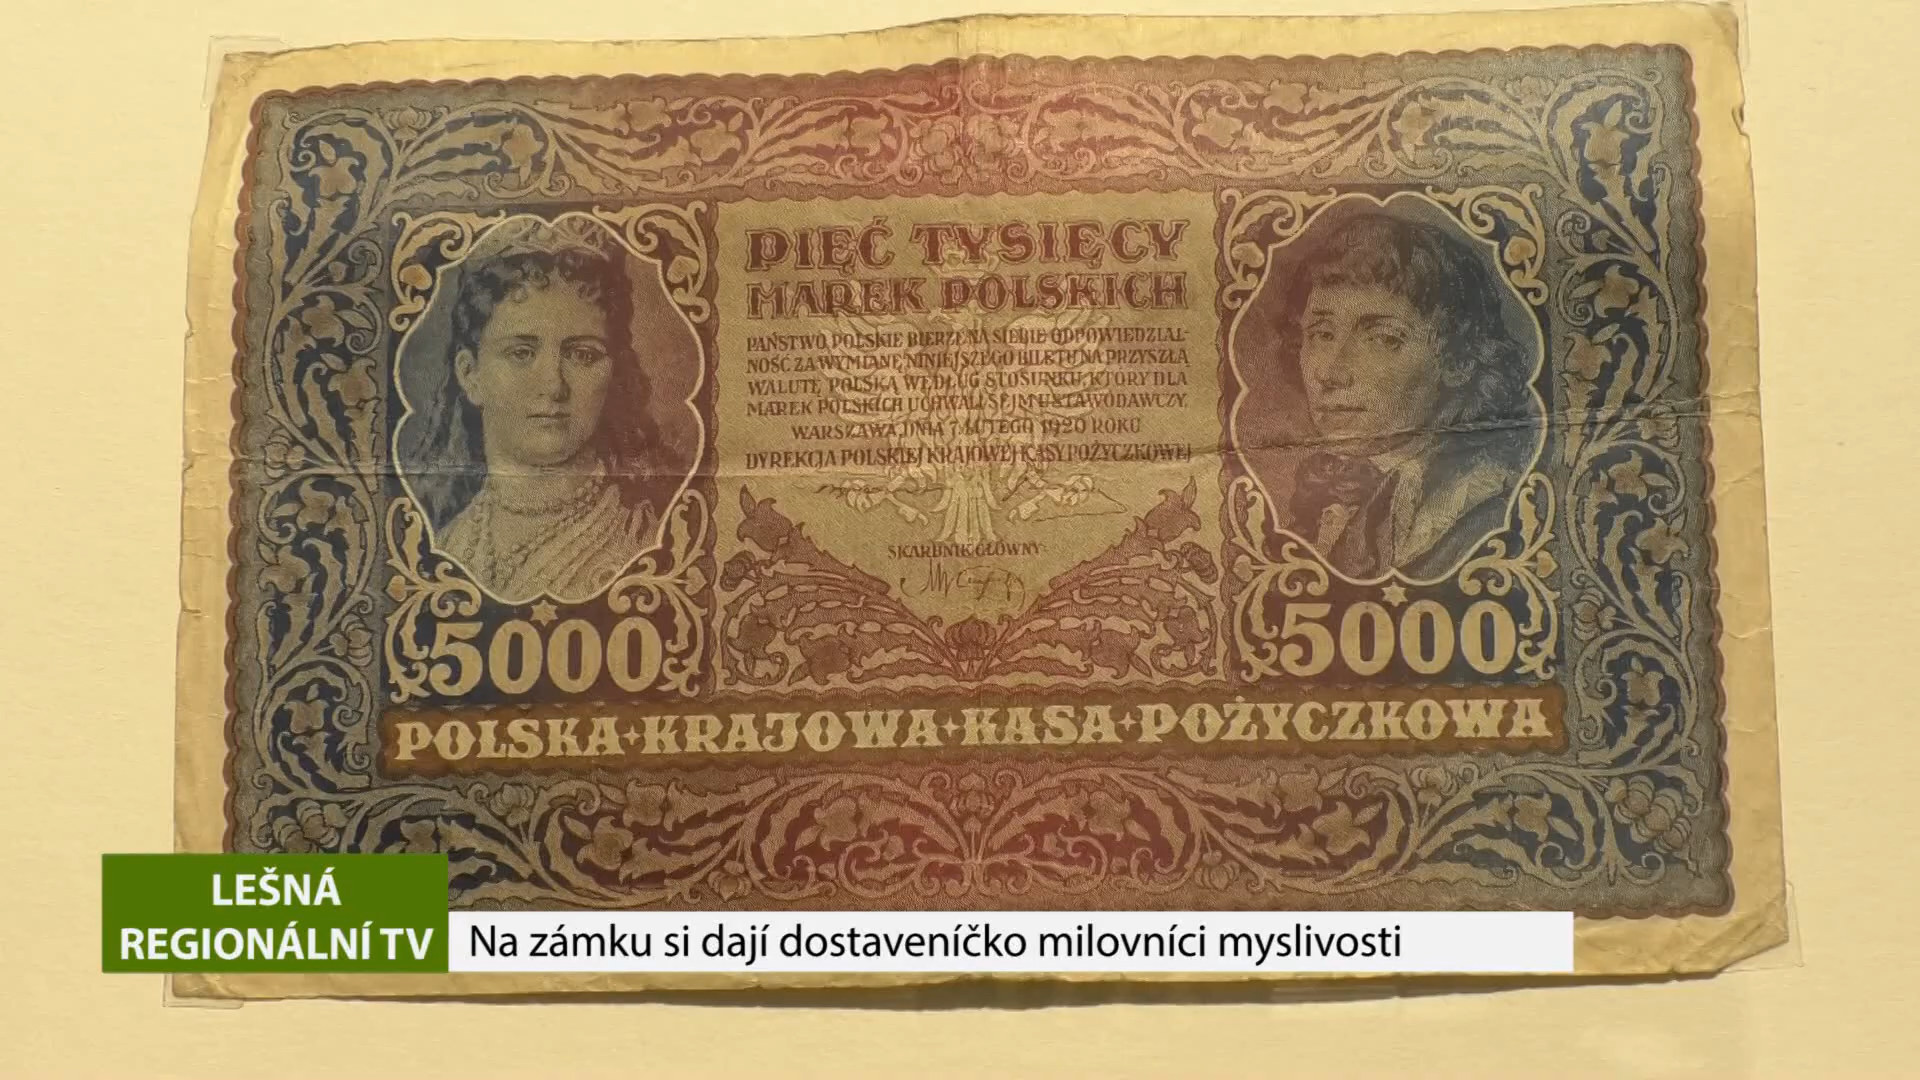 PIĘĆ TYSIĘCY
MAREK POLSKICH
PAŃSTWO POLSKIE BIERZE NA SIEBIE ODPOWIEDZIAL-
NOŚĆ ZA WYMIANĘ NINIEJSZEGO BILETU NA PRZYSZŁĄ
WALUTĘ POLSKĄ WEDŁUG STOSUNKU, KTÓRY DLA
MAREK POLSKICH UCHWALI SEJM USTAWODAWCZY.
WARSZAWA, DNIA 7 LUTEGO 1920 ROKU
DYREKCJA POLSKIEJ KRAJOWEJ KASY POŻYCZKOWEJ
SKARBNIK GŁÓWNY:
5000
5000
POLSKA+KRAJOWA+KASA+POŻYCZKOWA
LEŠNÁ
REGIONÁLNÍ TV
Na zámku si dají dostaveníčko milovníci myslivosti